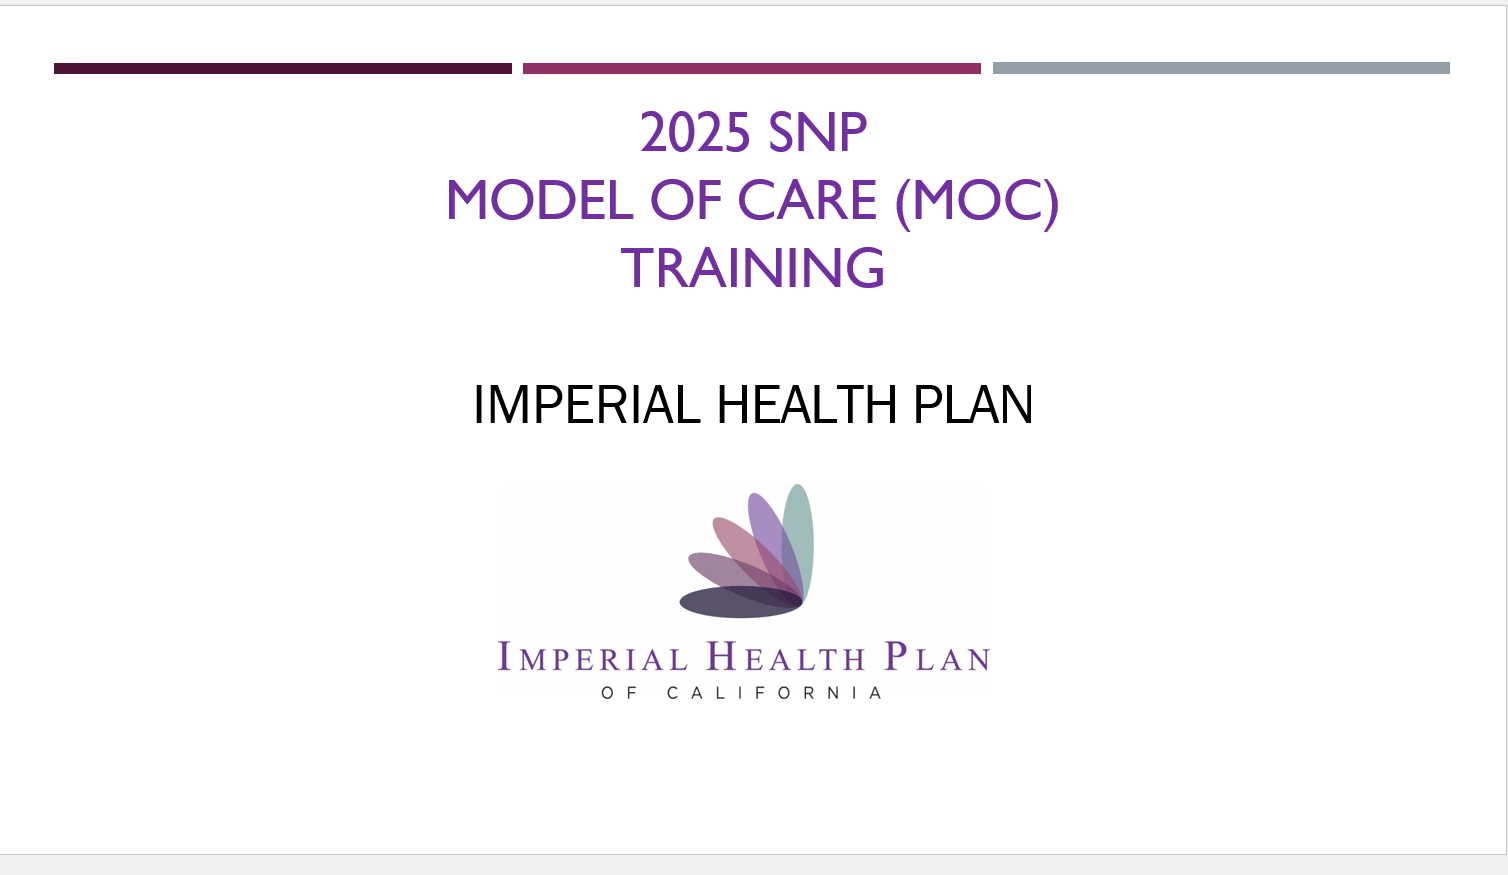 2025 SNP
MODEL OF CARE (MOC)
TRAINING
IMPERIAL HEALTH PLAN
IMPERIAL HEALTH PLAN
OF CALIFORNIA